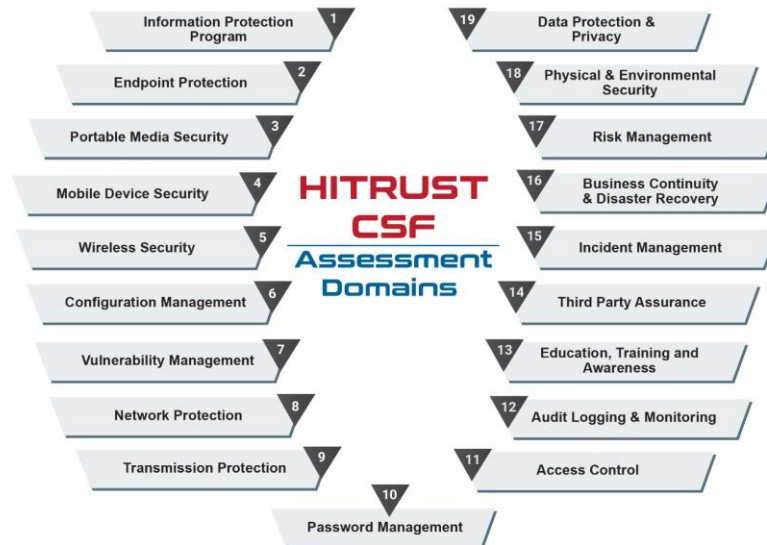 Information Protection
Program
1
Endpoint Protection
2
Portable Media Security
3
Mobile Device Security
4
Wireless Security
5
Configuration Management
6
Vulnerability Management
7
Network Protection
8
Transmission Protection
9
10
Password Management
11
Access Control
12
Audit Logging & Monitoring
13
Education, Training and
Awareness
14
Third Party Assurance
15
Incident Management
16
Business Continuity
& Disaster Recovery
17
Risk Management
18
Physical & Environmental
Security
19
Data Protection &
Privacy
HITRUST
CSF
Assessment
Domains